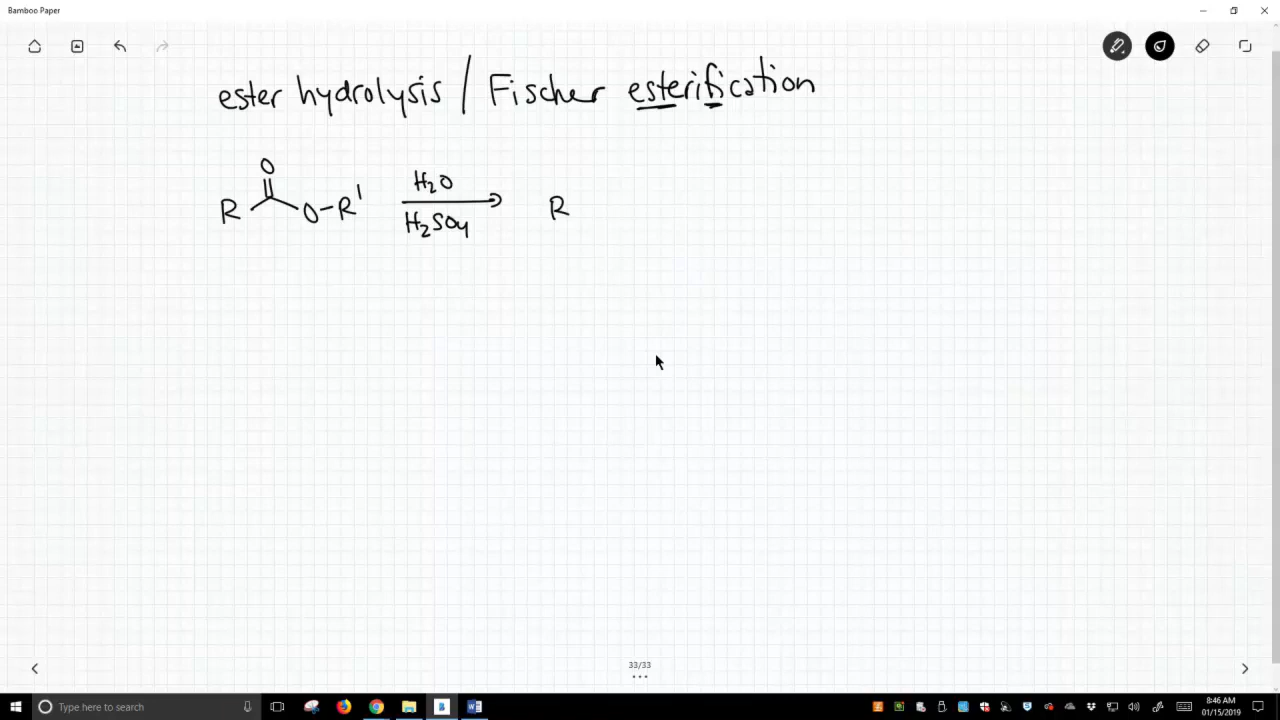 Bamboo Paper
ester hydrolysis / Fischer esterification
O
R O-R' H2O R
H2SO4
33/33
Type here to search
8:46 AM
01/15/2019